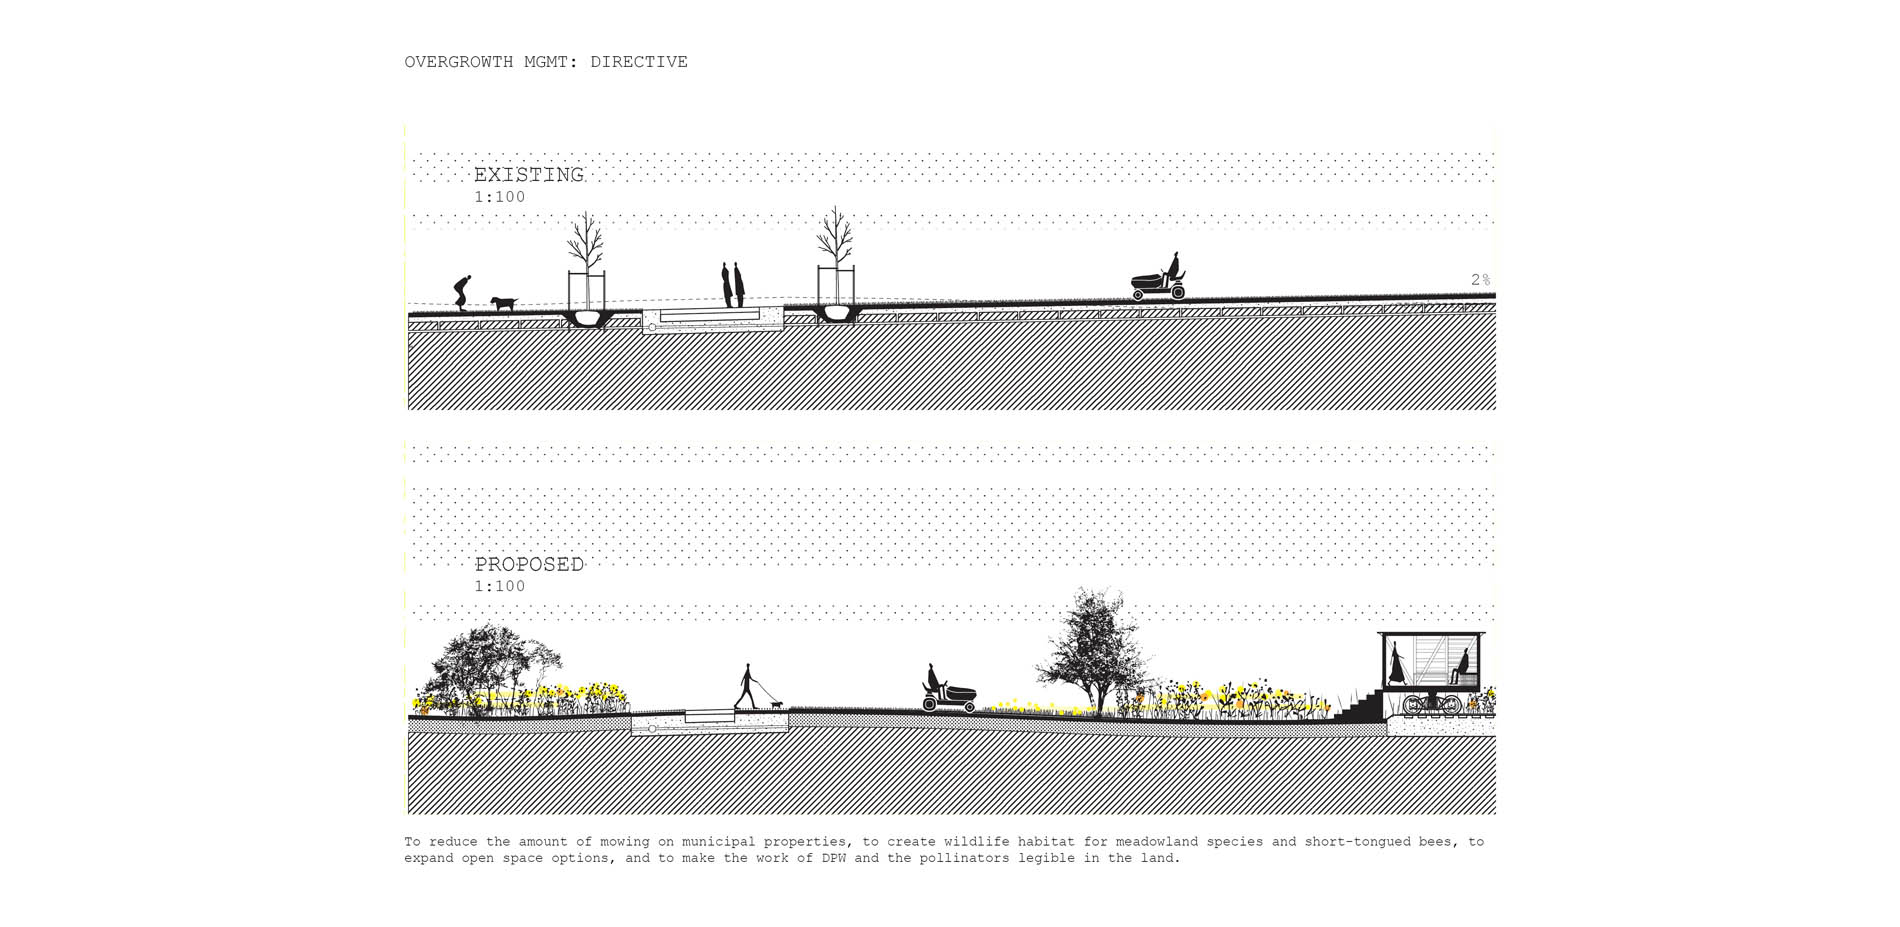 OVERGROWTH MGMT: DIRECTIVE
EXISTING
1:100
2%
PROPOSED
1:100
To reduce the amount of mowing on municipal properties, to create wildlife habitat for meadowland species and short-tongued bees, to
expand open space options, and to make the work of DPW and the pollinators legible in the land.